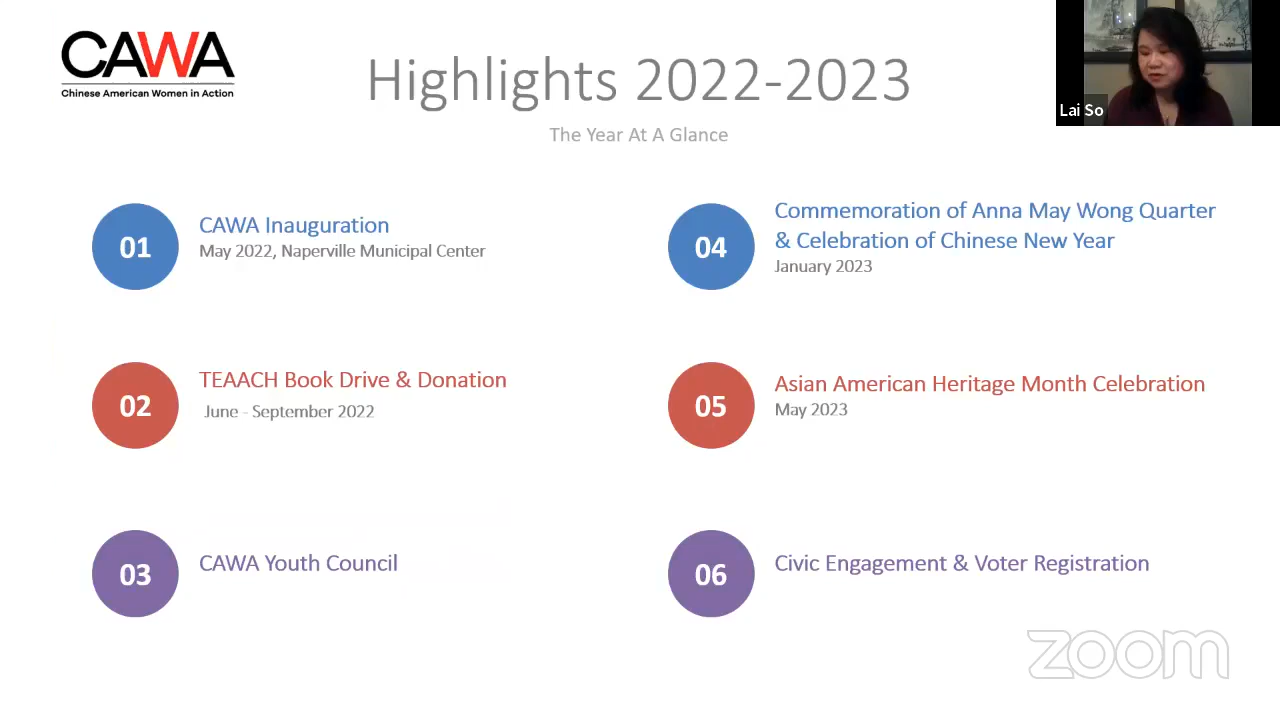 CAWA
Chinese American Women in Action
Highlights 2022-2023
The Year At A Glance
Lai So
01
CAWA Inauguration
May 2022, Naperville Municipal Center
02
TEAACH Book Drive & Donation
June - September 2022
03
CAWA Youth Council
04
Commemoration of Anna May Wong Quarter
& Celebration of Chinese New Year
January 2023
05
Asian American Heritage Month Celebration
May 2023
06
Civic Engagement & Voter Registration
zoom